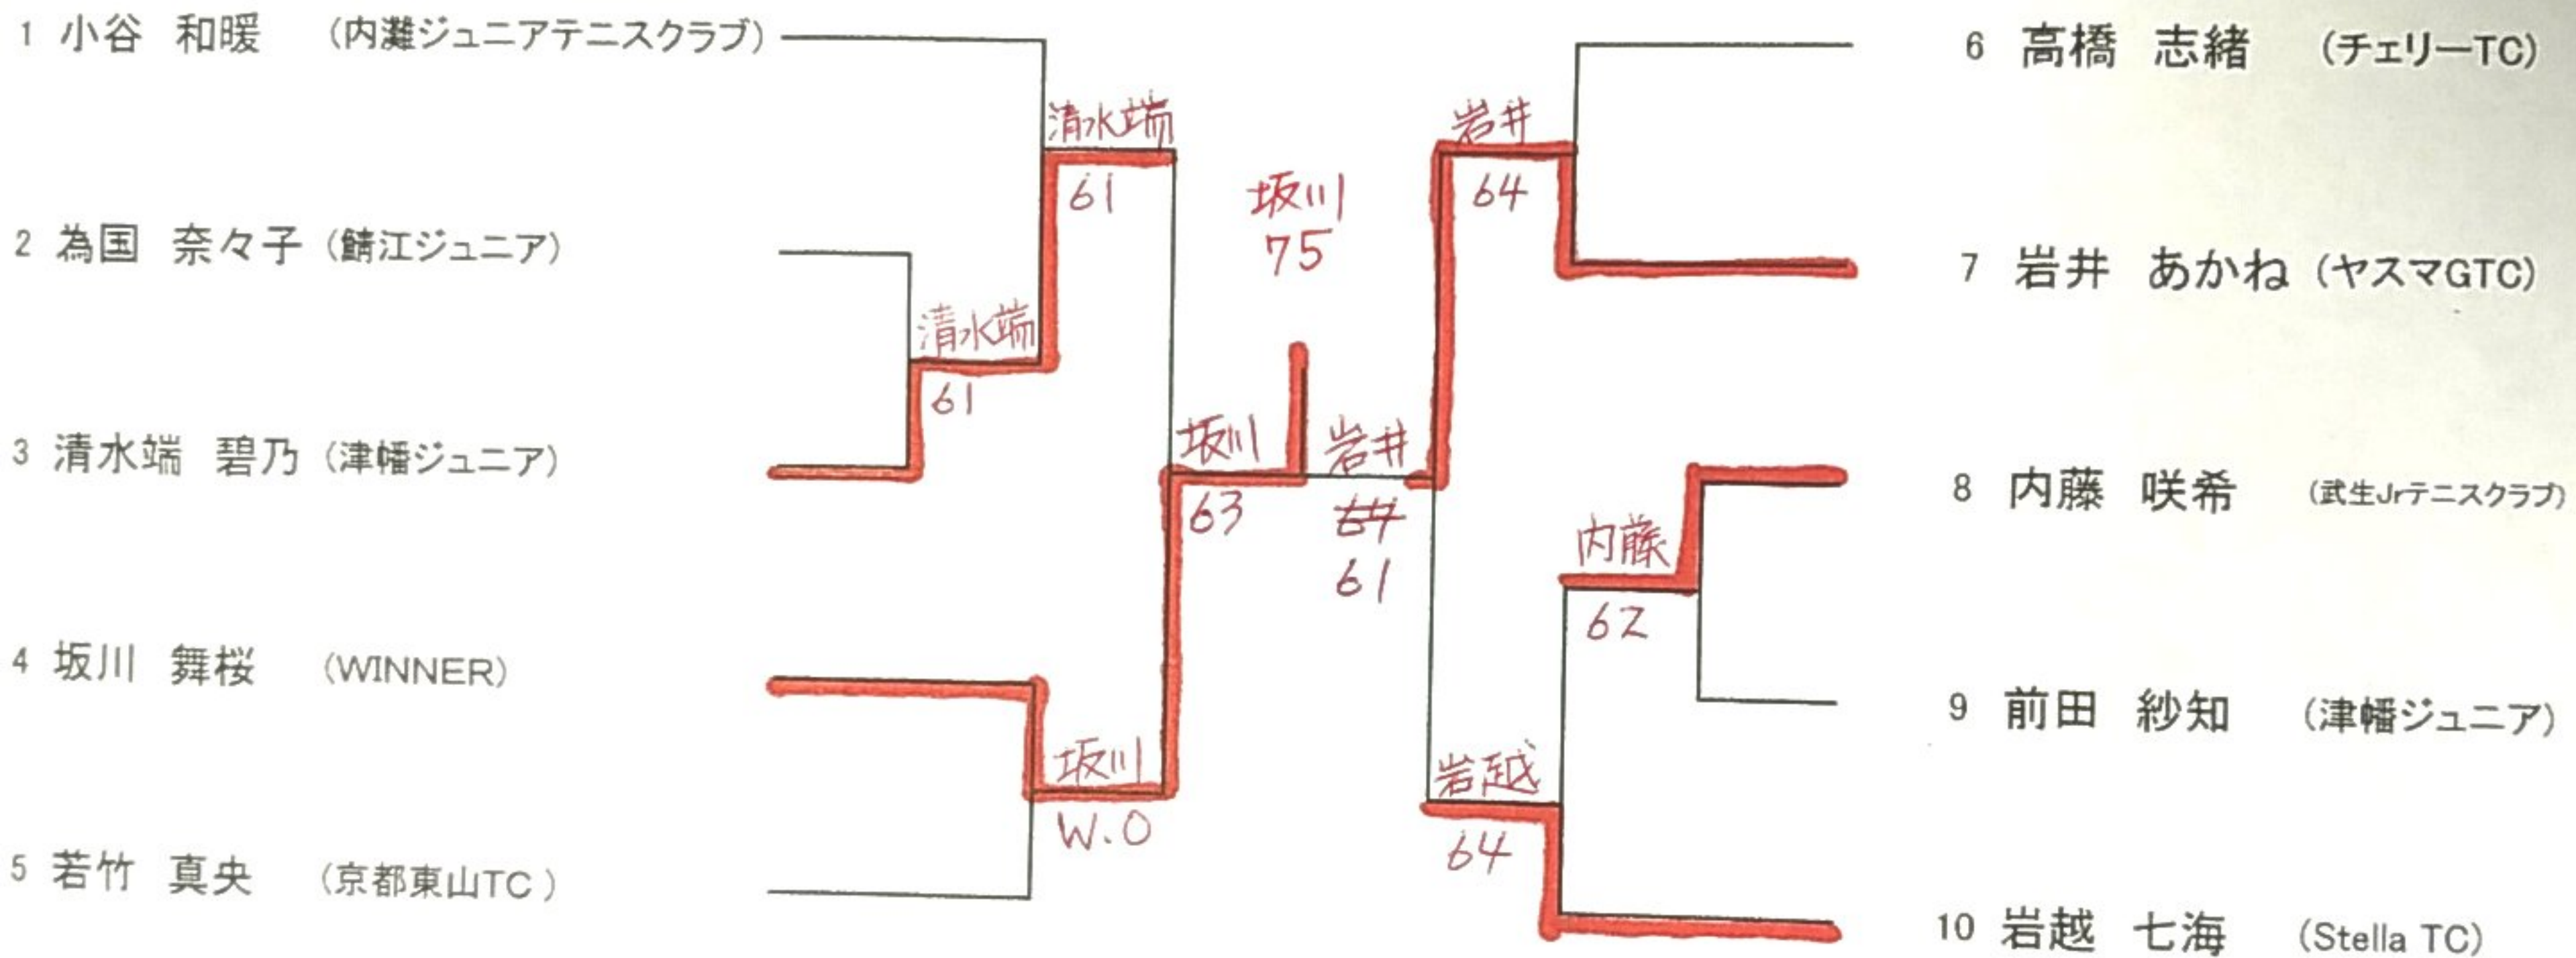 1 小谷 和暖 (内灘ジュニアテニスクラブ)
2 為国 奈々子 (鯖江ジュニア)
3 清水端 碧乃 (津幡ジュニア)
4 坂川 舞桜 (WINNER)
5 若竹 真央 (京都東山TC )
清水端
61
清水端
61
坂川
W.O
坂川
63
坂川
75
岩井
64
岩井
64
61
内藤
62
岩越
64
6 高橋 志緒 (チェリーTC)
7 岩井 あかね (ヤスマGTC)
8 内藤 咲希 (武生Jrテニスクラブ)
9 前田 紗知 (津幡ジュニア)
10 岩越 七海 (Stella TC)